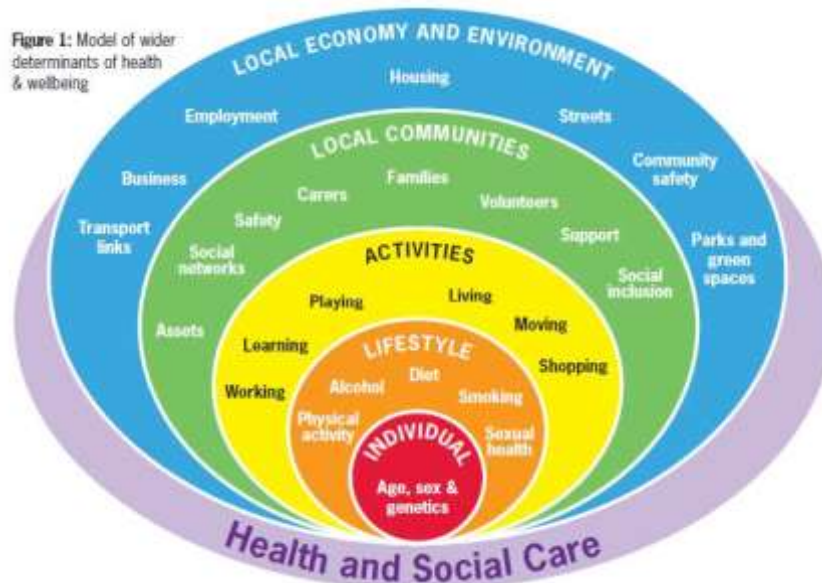 Figure 1: Model of wider
determinants of health
& wellbeing
LOCAL ECONOMY AND ENVIRONMENT
Housing
Employment
Streets
Business
Community
safety
Transport
links
Parks and
green
spaces
LOCAL COMMUNITIES
Families
Carers
Volunteers
Safety
Support
Social
networks
Social
inclusion
Assets
ACTIVITIES
Living
Playing
Moving
Learning
Shopping
Working
LIFESTYLE
Diet
Alcohol
Smoking
Physical
activity
Sexual
health
INDIVIDUAL
Age, sex &
genetics
Health and Social Care